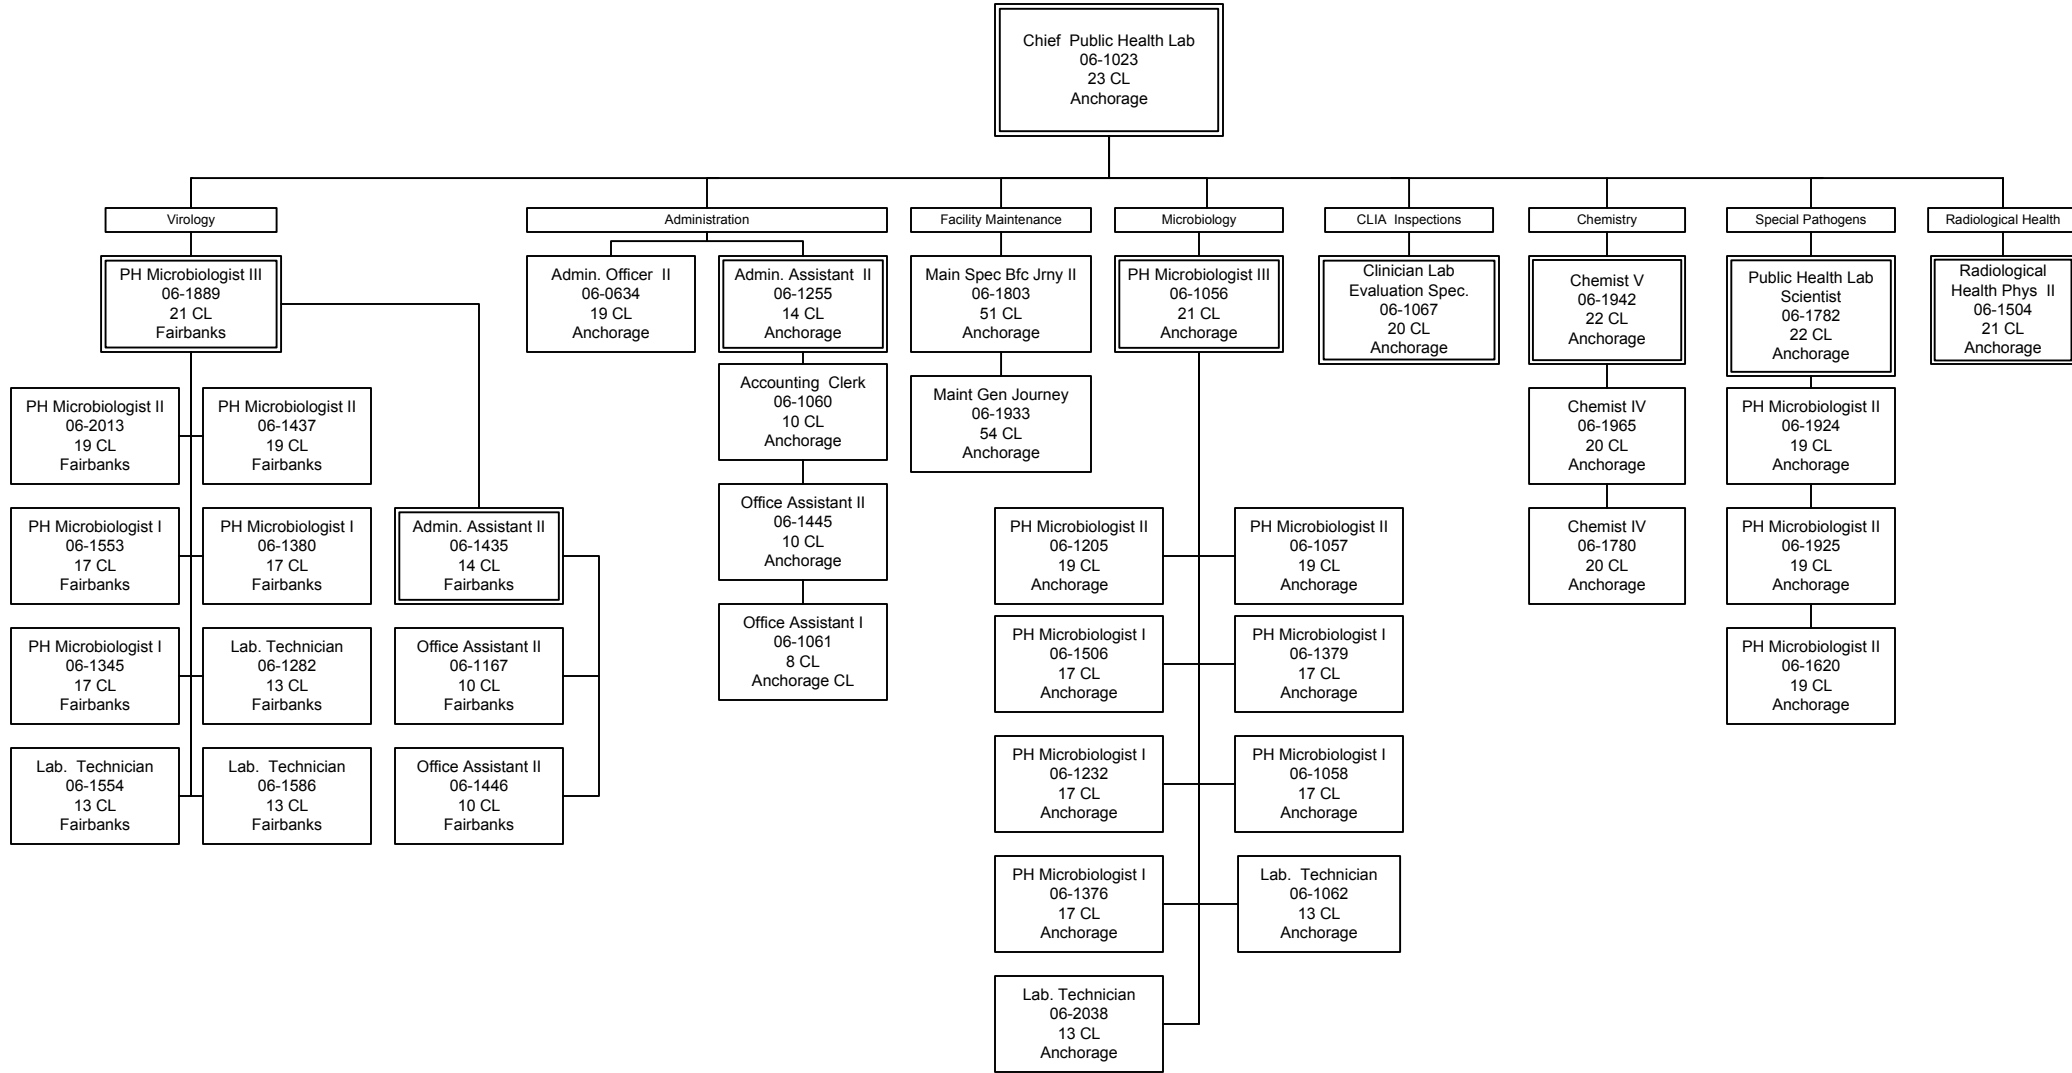 Chief Public Health Lab
06-1023
23 CL
Anchorage
Virology
Administration
Facility Maintenance
Microbiology
CLIA Inspections
Chemistry
Special Pathogens
Radiological Health
PH Microbiologist III
06-1889
21 CL
Fairbanks
Admin. Officer II
06-0634
19 CL
Anchorage
Admin. Assistant II
06-1255
14 CL
Anchorage
Main Spec Bfc Jrny II
06-1803
51 CL
Anchorage
PH Microbiologist III
06-1056
21 CL
Anchorage
Clinician Lab
Evaluation Spec.
06-1067
20 CL
Anchorage
Chemist V
06-1942
22 CL
Anchorage
Public Health Lab
Scientist
06-1782
22 CL
Anchorage
Radiological
Health Phys II
06-1504
21 CL
Anchorage
PH Microbiologist II
06-2013
19 CL
Fairbanks
PH Microbiologist II
06-1437
19 CL
Fairbanks
PH Microbiologist I
06-1553
17 CL
Fairbanks
PH Microbiologist I
06-1380
17 CL
Fairbanks
PH Microbiologist I
06-1345
17 CL
Fairbanks
Lab. Technician
06-1282
13 CL
Fairbanks
Lab. Technician
06-1554
13 CL
Fairbanks
Lab. Technician
06-1586
13 CL
Fairbanks
Admin. Assistant II
06-1435
14 CL
Fairbanks
Office Assistant II
06-1167
10 CL
Fairbanks
Office Assistant II
06-1446
10 CL
Fairbanks
Accounting Clerk
06-1060
10 CL
Anchorage
Office Assistant II
06-1445
10 CL
Anchorage
Office Assistant I
06-1061
8 CL
Anchorage CL
Maint Gen Journey
06-1933
54 CL
Anchorage
PH Microbiologist II
06-1205
19 CL
Anchorage
PH Microbiologist II
06-1057
19 CL
Anchorage
PH Microbiologist I
06-1506
17 CL
Anchorage
PH Microbiologist I
06-1379
17 CL
Anchorage
PH Microbiologist I
06-1232
17 CL
Anchorage
PH Microbiologist I
06-1058
17 CL
Anchorage
PH Microbiologist I
06-1376
17 CL
Anchorage
Lab. Technician
06-1062
13 CL
Anchorage
Lab. Technician
06-2038
13 CL
Anchorage
Chemist IV
06-1965
20 CL
Anchorage
Chemist IV
06-1780
20 CL
Anchorage
PH Microbiologist II
06-1924
19 CL
Anchorage
PH Microbiologist II
06-1925
19 CL
Anchorage
PH Microbiologist II
06-1620
19 CL
Anchorage